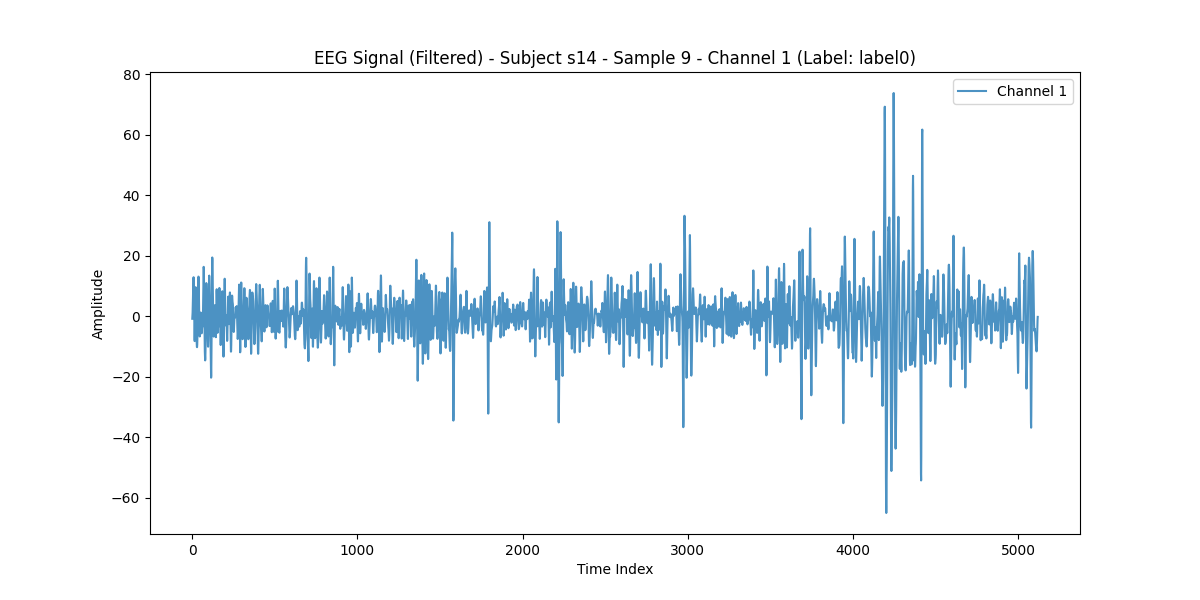 EEG Signal (Filtered) - Subject s14 - Sample 9 - Channel 1 (Label: label0)
Channel 1
Amplitude
80
60
40
20
0
−20
−40
−60
0 1000 2000 3000 4000 5000
Time Index